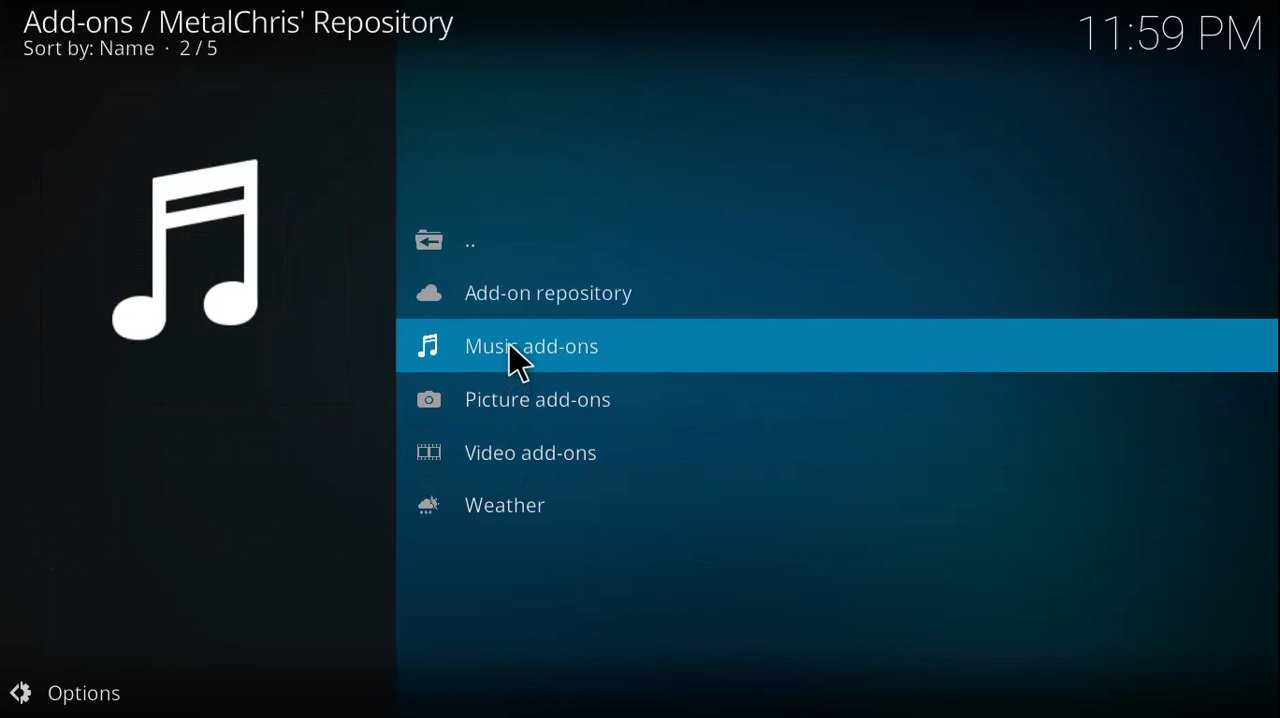 Add-ons / MetalChris' Repository
Sort by: Name · 2 / 5
11:59 PM
..
Add-on repository
Music add-ons
Picture add-ons
Video add-ons
Weather
Options